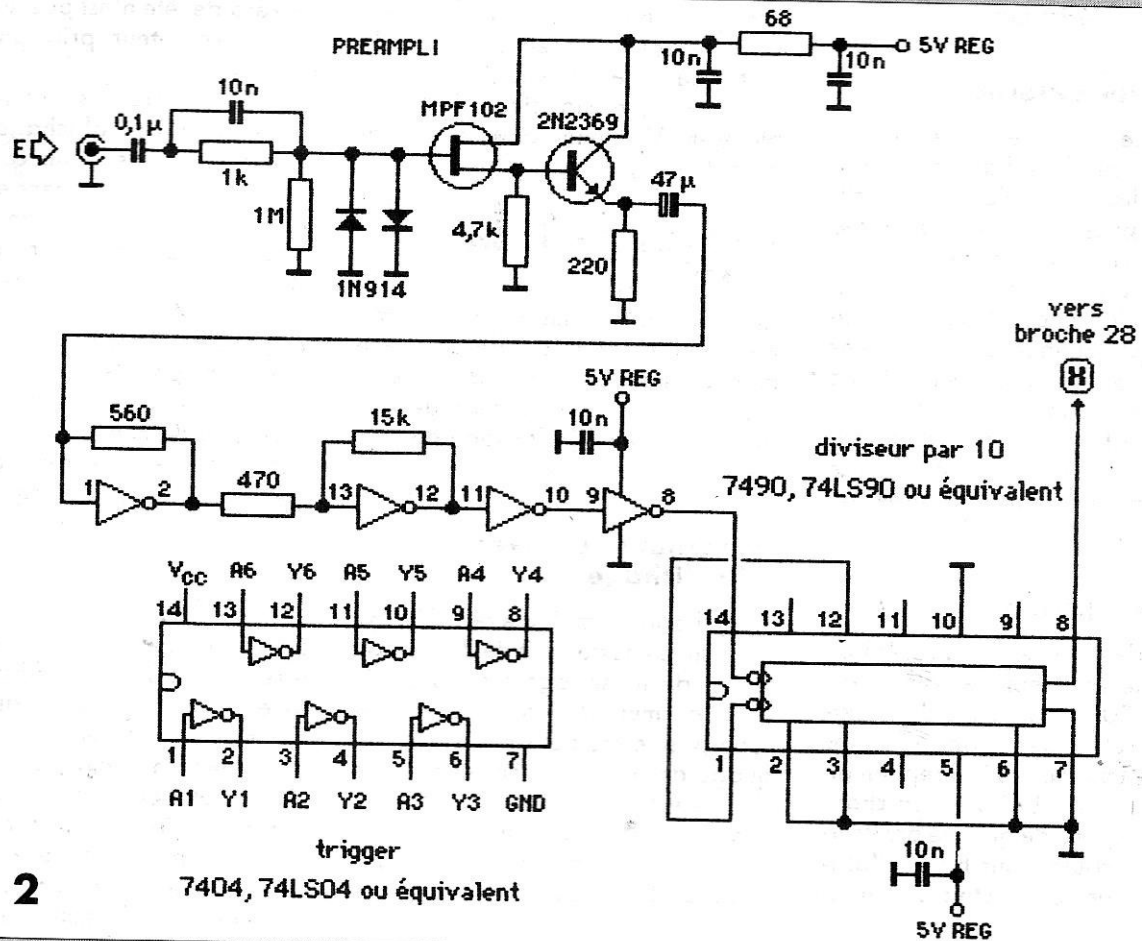 PREAMPLI
68
5V REG
10n
10n
10n
0,1µ
MPF102
2N2369
E
1k
47µ
1M
4,7k
220
1N914
vers
broche 28
H
5V REG
560
15k
10n
diviseur par 10
470
7490, 74LS90 ou équivalent
1
2
13
12
11
10
9
8
VCC A6 Y6 A5 Y5 A4 Y4
14 13 12 11 10 9 8
14 13 12 11 10 9 8
1 2 3 4 5 6 7
1 2 3 4 5 6 7
A1 Y1 A2 Y2 A3 Y3 GND
trigger
10n
2
7404, 74LS04 ou équivalent
5V REG